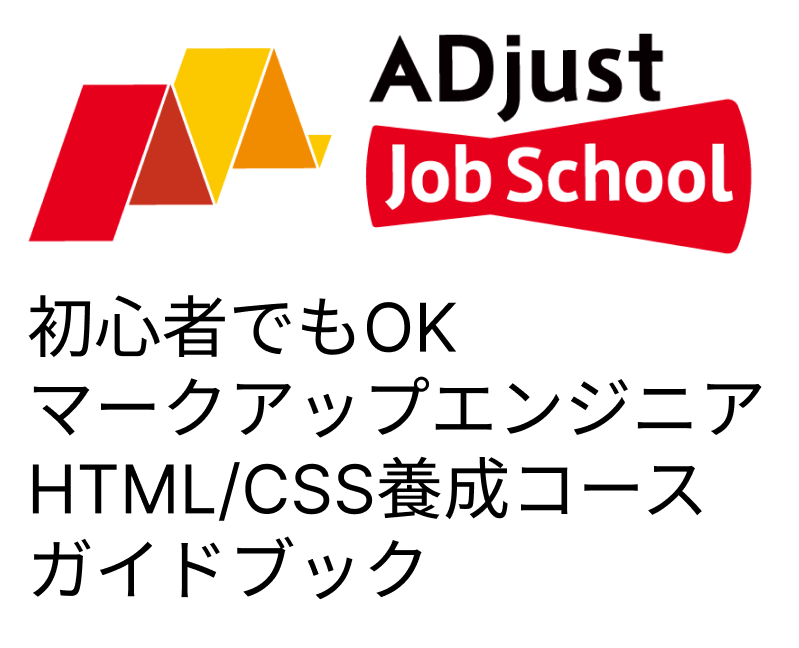 ADjust
Job School
初心者でもOK
マークアップエンジニア
HTML/CSS養成コース
ガイドブック